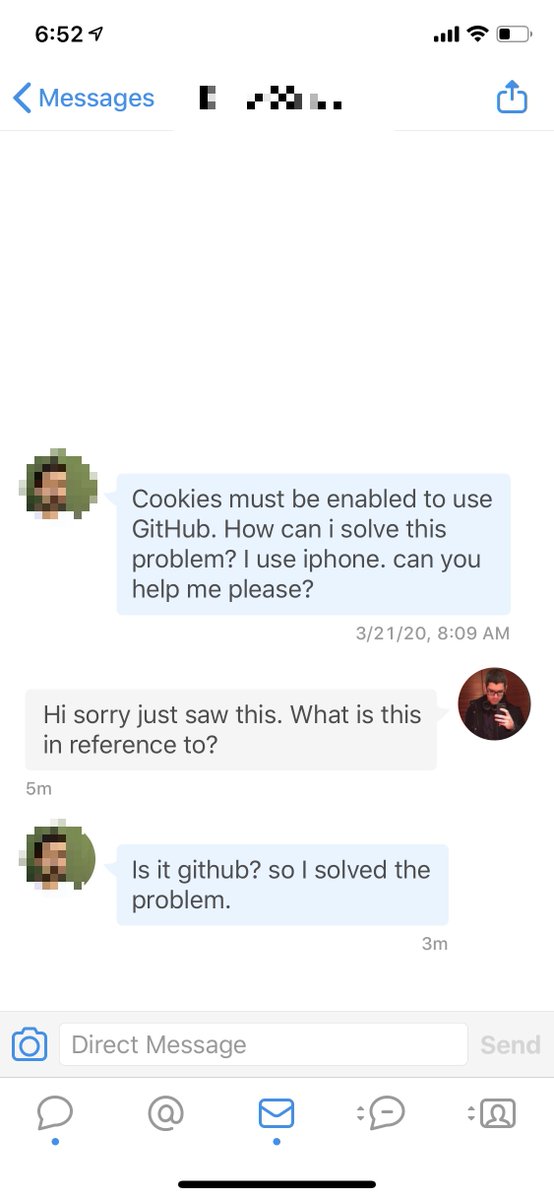 6:52
Messages
Cookies must be enabled to use
GitHub. How can i solve this
problem? I use iphone. can you
help me please?
3/21/20, 8:09 AM
Hi sorry just saw this. What is this
in reference to?
5m
Is it github? so I solved the
problem.
3m
Direct Message
Send